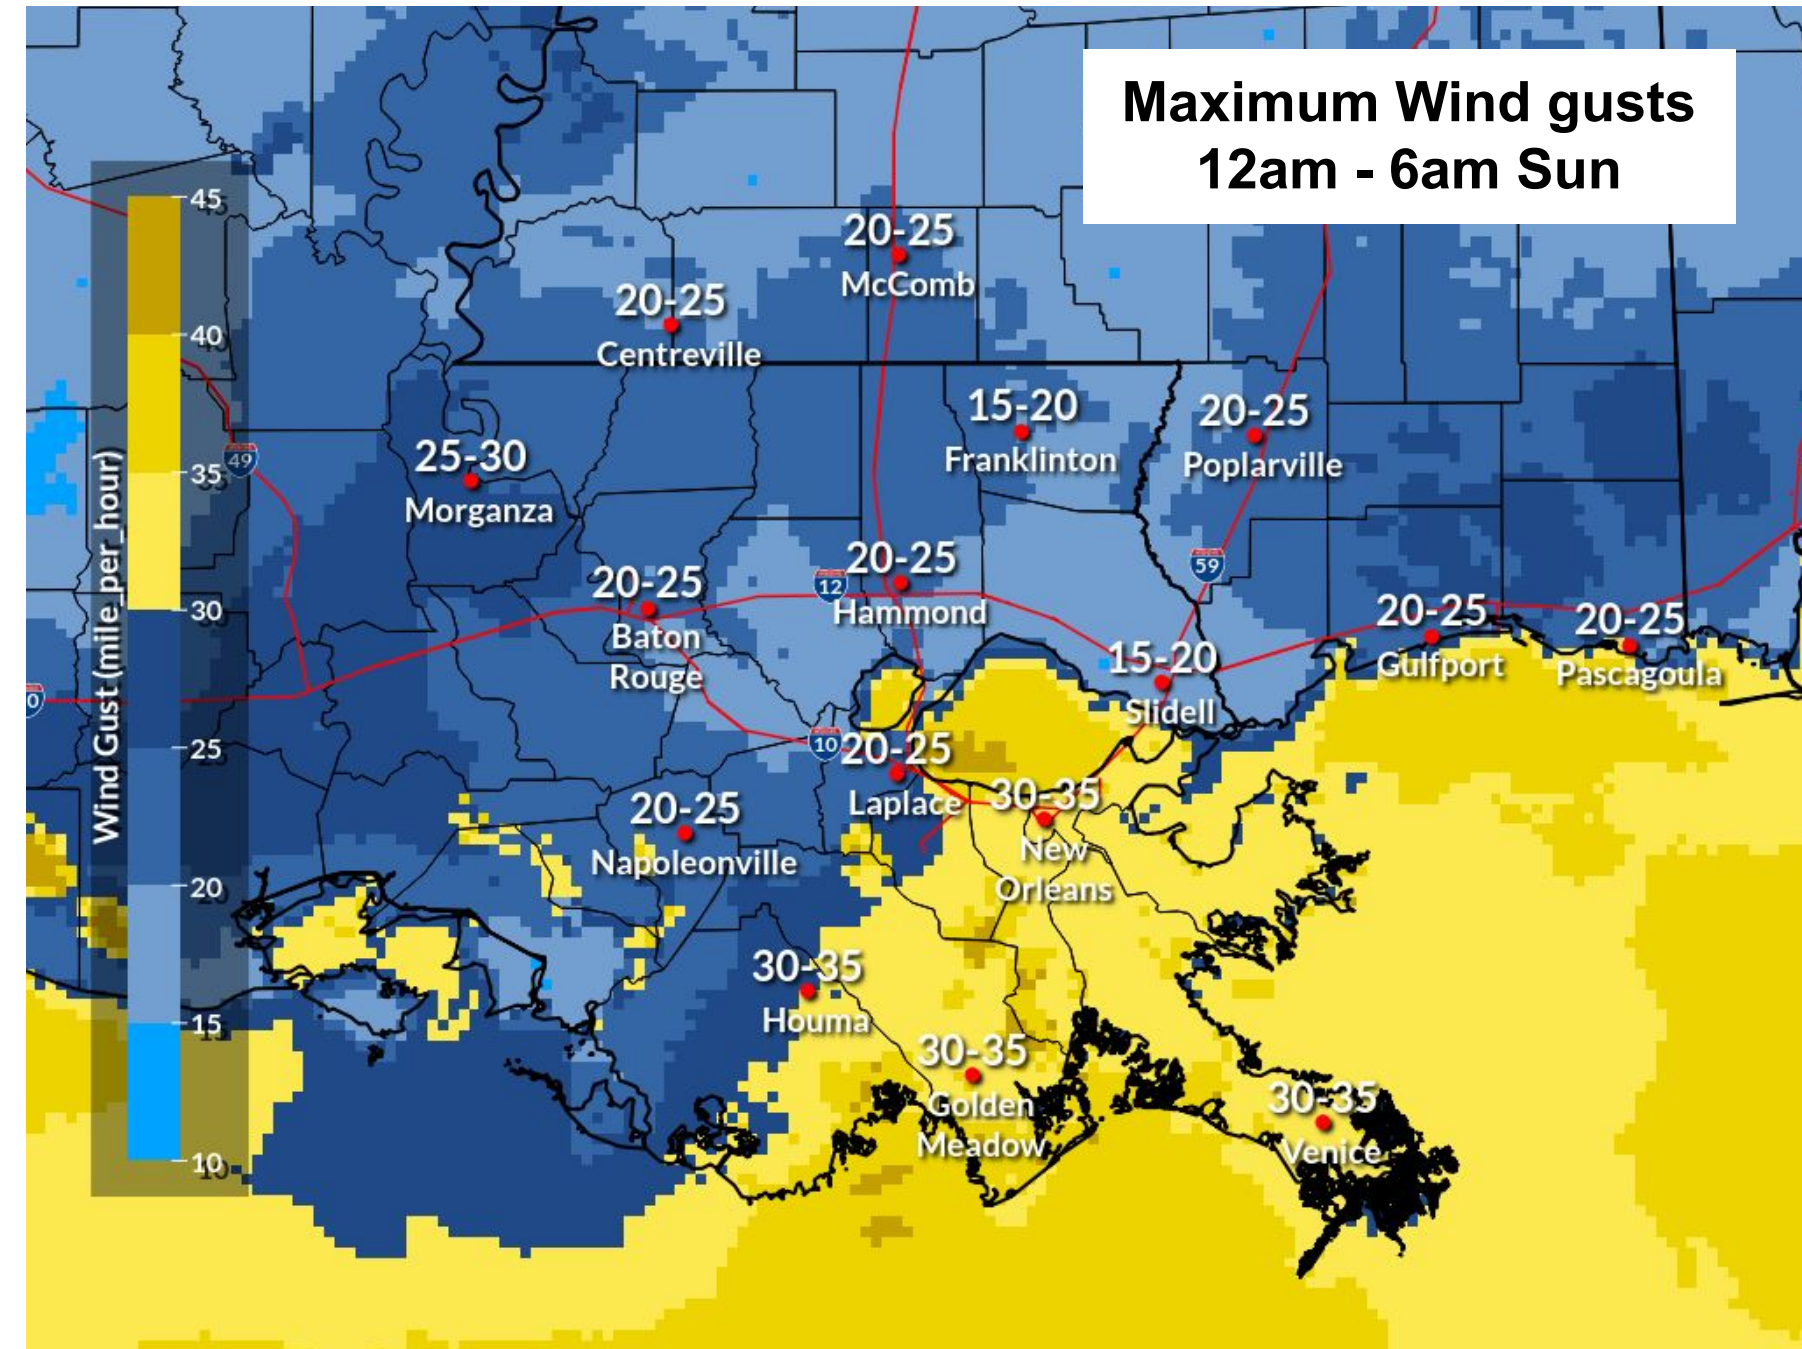 Maximum Wind gusts
12am - 6am Sun
45
40
35
30
25
20
15
10
Wind Gust (mile_per_hour)
20-25
McComb
20-25
Centreville
15-20
Franklinton
20-25
Poplarville
25-30
Morganza
49
59
20-25
Baton
Rouge
12
20-25
Hammond
20-25
Gulfport
20-25
Pascagoula
15-20
Slidell
0
10
20-25
Laplace
30-35
New
Orleans
20-25
Napoleonville
30-35
Houma
30-35
Golden
Meadow
30-35
Venice